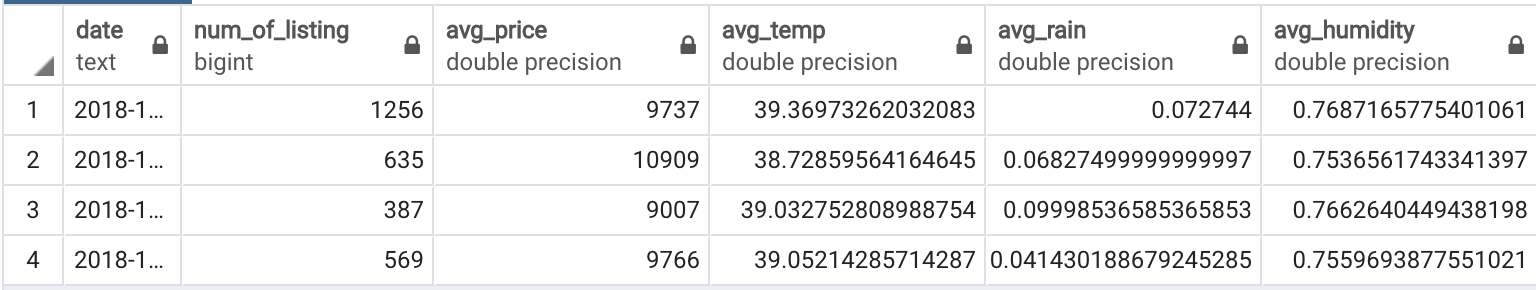 date num_of_listing avg_price avg_temp avg_rain avg_humidity
text bigint double precision double precision double precision double precision
1 2018-1... 1256 9737 39.36973262032083 0.072744 0.7687165775401061
2 2018-1... 635 10909 38.72859564164645 0.06827499999999997 0.7536561743341397
3 2018-1... 387 9007 39.032752808988754 0.09998536585365853 0.7662640449438198
4 2018-1... 569 9766 39.05214285714287 0.041430188679245285 0.7559693877551021